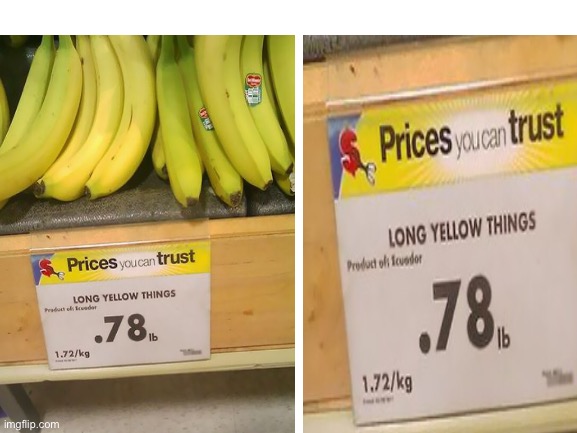 Prices you can trust
LONG YELLOW THINGS
Product of: Ecuador
.78 lb
1.72/kg
Prices you can trust
LONG YELLOW THINGS
Product of: Ecuador
.78 lb
1.72/kg
imgflip.com